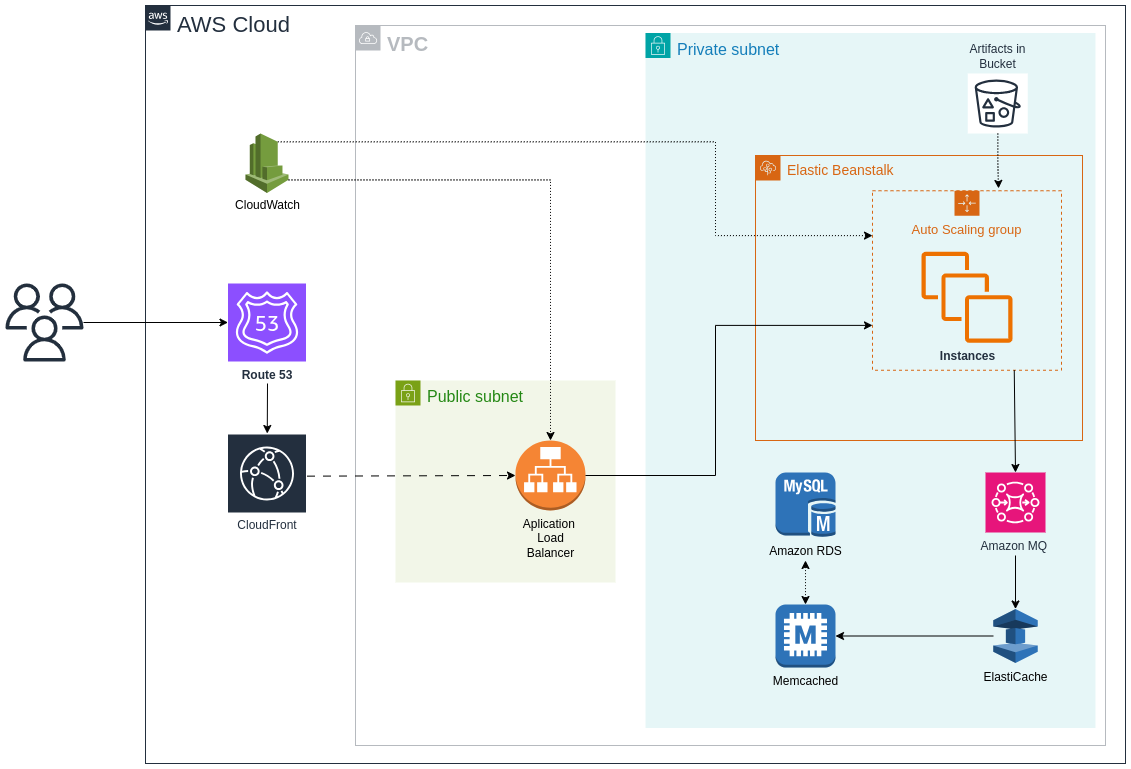 aws
AWS Cloud
VPC
Private subnet
Artifacts in
Bucket
Elastic Beanstalk
CloudWatch
Auto Scaling group
53
Instances
Route 53
Public subnet
MySQL
M
CloudFront
Aplication
Load
Balancer
Amazon RDS
Amazon MQ
M
Memcached
ElastiCache